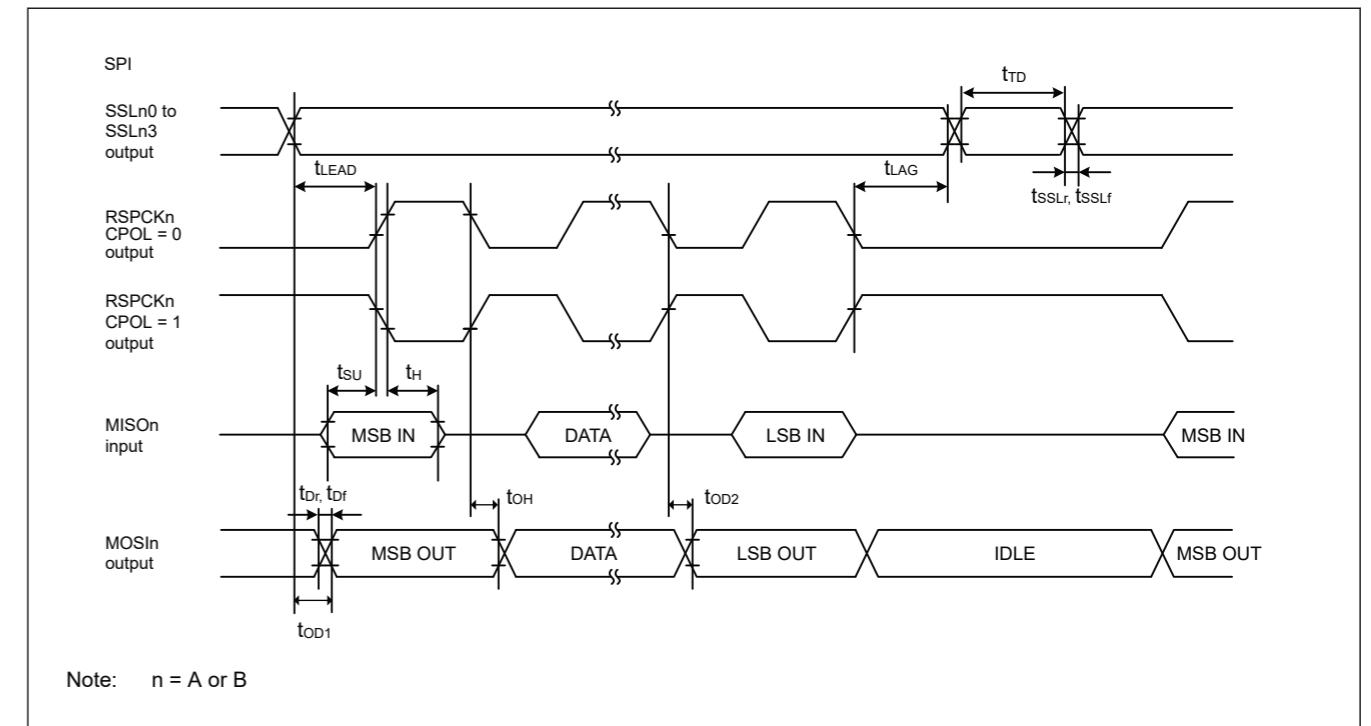 SPI
SSLn0 to
SSLn3
output
tTD
tLEAD
tLAG
tSSLr, tSSLf
RSPCKn
CPOL = 0
output
RSPCKn
CPOL = 1
output
tSU
tH
MISOn
input
MSB IN
DATA
LSB IN
MSB IN
tDr, tDf
tOH
tOD2
MOSIn
output
MSB OUT
DATA
LSB OUT
IDLE
MSB OUT
tOD1
Note: n = A or B